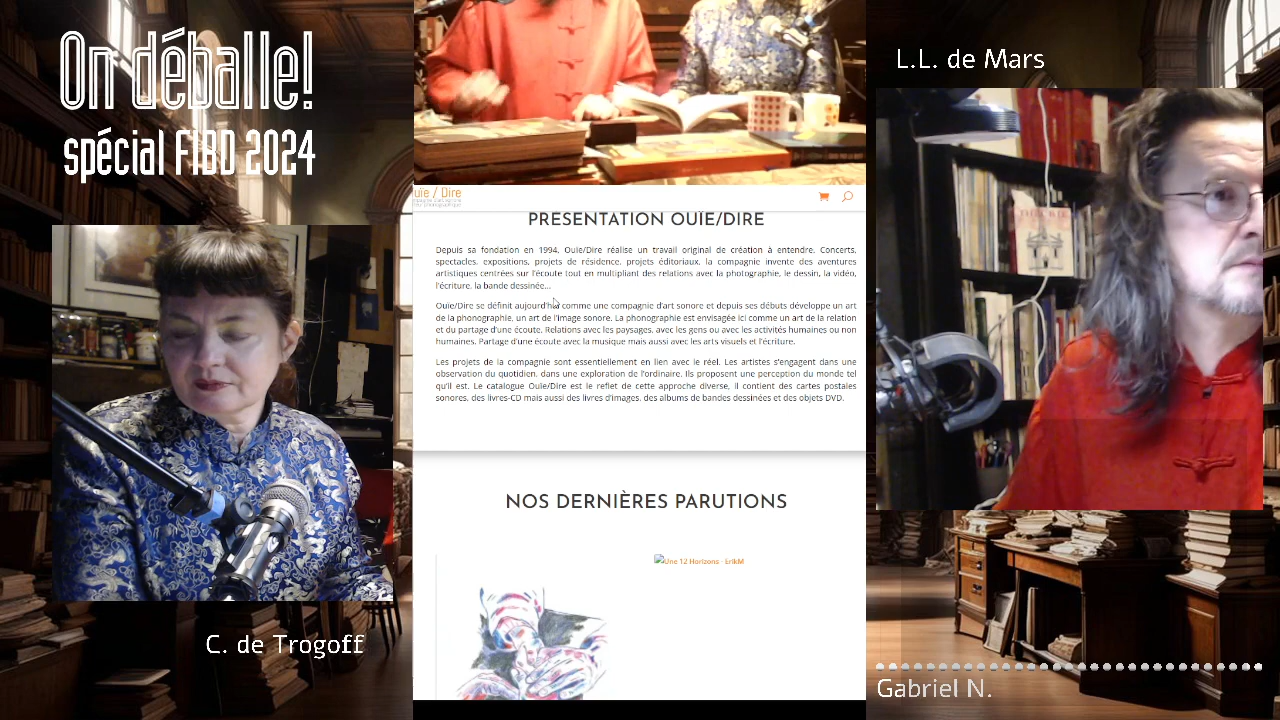 On déballe!
spécial FIBD 2024
C. de Trogoff
uïe / Dire
PRESENTATION OUÏE/DIRE
Depuis sa fondation en 1994, Ouïe/Dire réalise un travail original de création à entendre. Concerts,
spectacles, expositions, projets de résidence, projets éditoriaux, la compagnie invente des aventures
artistiques centrées sur l'écoute tout en multipliant des relations avec la photographie, le dessin, la vidéo,
l'écriture, la bande dessinée...
Ouïe/Dire se définit aujourd'hui comme une compagnie d'art sonore et depuis ses débuts développe un art
de la phonographie, un art de l'image sonore. La phonographie est envisagée ici comme un art de la relation
et du partage d'une écoute. Relations avec les paysages, avec les gens ou avec les activités humaines ou non
humaines. Partage d'une écoute avec la musique mais aussi avec les arts visuels et l'écriture.
Les projets de la compagnie sont essentiellement en lien avec le réel. Les artistes s'engagent dans une
observation du quotidien, dans une exploration de l'ordinaire. Ils proposent une perception du monde tel
qu'il est. Le catalogue Ouïe/Dire est le reflet de cette approche diverse, il contient des cartes postales
sonores, des livres-CD mais aussi des livres d'images, des albums de bandes dessinées et des objets DVD.
NOS DERNIÈRES PARUTIONS
Une 12 Horizons - ErikM
L.L. de Mars
Gabriel N.